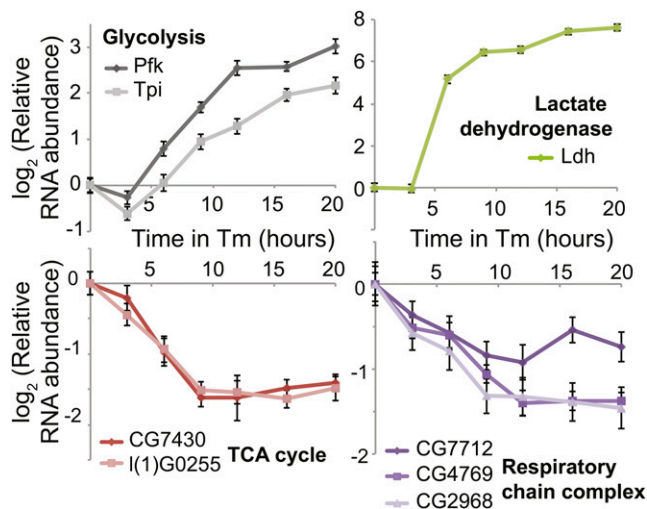 Glycolysis
Pfk
Tpi
log2 (Relative RNA abundance)
3
2
1
0
-1
5 10 15 20
Time in Tm (hours)
8
6
4
2
0
Lactate
dehydrogenase
Ldh
5 10 15 20
Time in Tm (hours)
log2 (Relative RNA abundance)
0
-1
-2
5 10 15 20
CG7430
l(1)G0255
TCA cycle
0
-1
-2
5 10 15 20
CG7712
CG4769
CG2968
Respiratory
chain complex